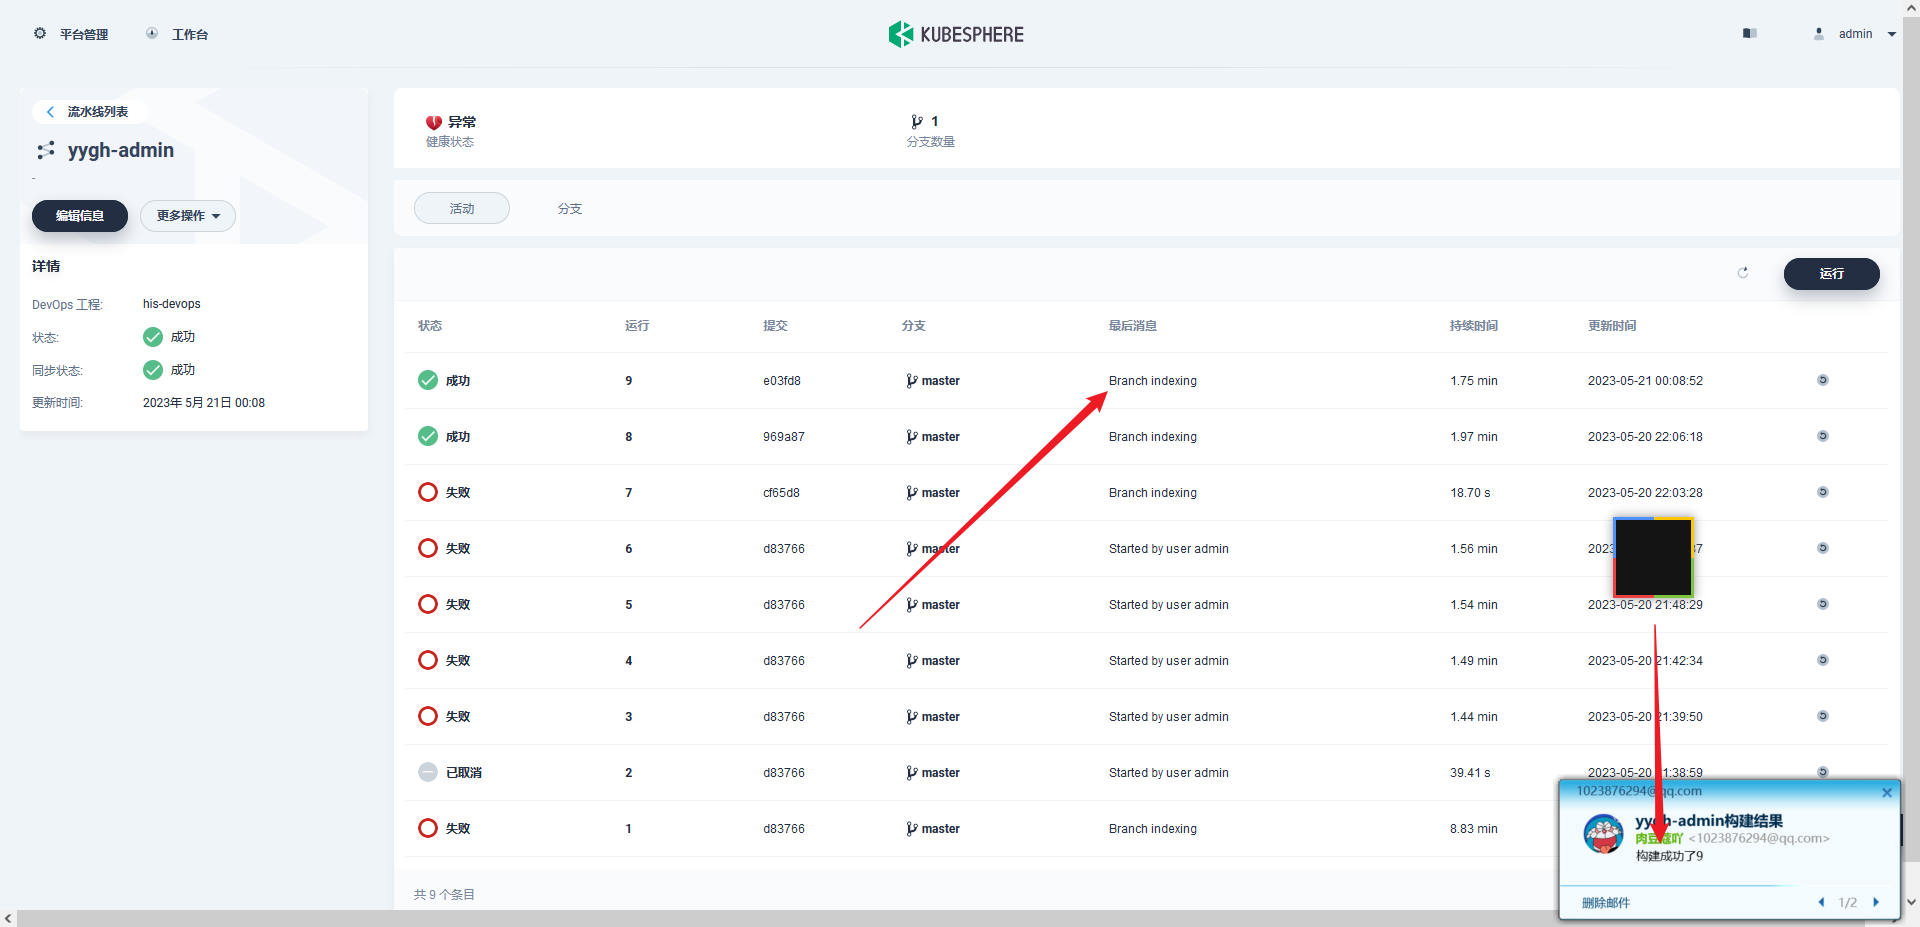 平台管理
工作台
KUBESPHERE
admin
流水线列表
yygh-admin
-
编辑信息
更多操作
详情
DevOps 工程:
his-devops
状态:
成功
同步状态:
成功
更新时间:
2023年 5月 21日 00:08
异常
健康状态
1
分支数量
活动
分支
运行
状态 运行 提交 分支 最后消息 持续时间 更新时间
成功 9 e03fd8 master Branch indexing 1.75 min 2023-05-21 00:08:52
成功 8 969a87 master Branch indexing 1.97 min 2023-05-20 22:06:18
失败 7 cf65d8 master Branch indexing 18.70 s 2023-05-20 22:03:28
失败 6 d83766 master Started by user admin 1.56 min
失败 5 d83766 master Started by user admin 1.54 min 2023-05-20 21:48:29
失败 4 d83766 master Started by user admin 1.49 min 2023-05-20 21:42:34
失败 3 d83766 master Started by user admin 1.44 min 2023-05-20 21:39:50
已取消 2 d83766 master Started by user admin 39.41 s 2023-05-20 21:38:59
失败 1 d83766 master Branch indexing 8.83 min
共 9 个条目
1023876294@qq.com
yygh-admin构建结果
肉豆蔻吖 <1023876294@qq.com>
构建成功了9
删除邮件
1/2